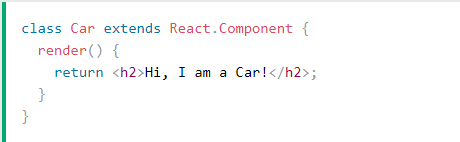 class Car extends React.Component {
  render() {
    return <h2>Hi, I am a Car!</h2>;
  }
}